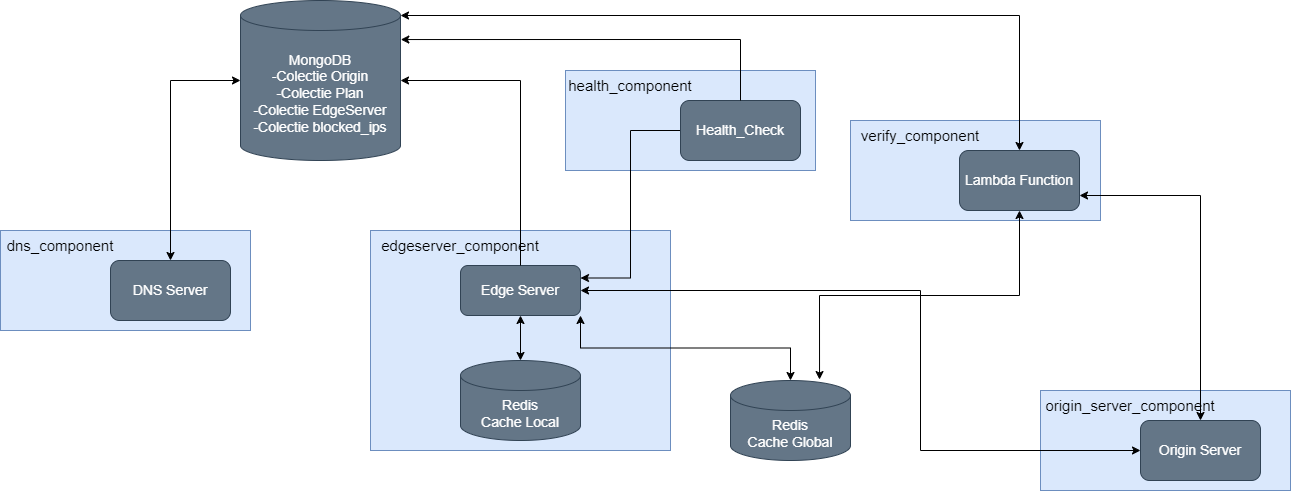 MongoDB
-Colectie Origin
-Colectie Plan
-Colectie EdgeServer
-Colectie blocked_ips
health_component
Health_Check
verify_component
Lambda Function
dns_component
DNS Server
edgeserver_component
Edge Server
Redis
Cache Local
Redis
Cache Global
origin_server_component
Origin Server